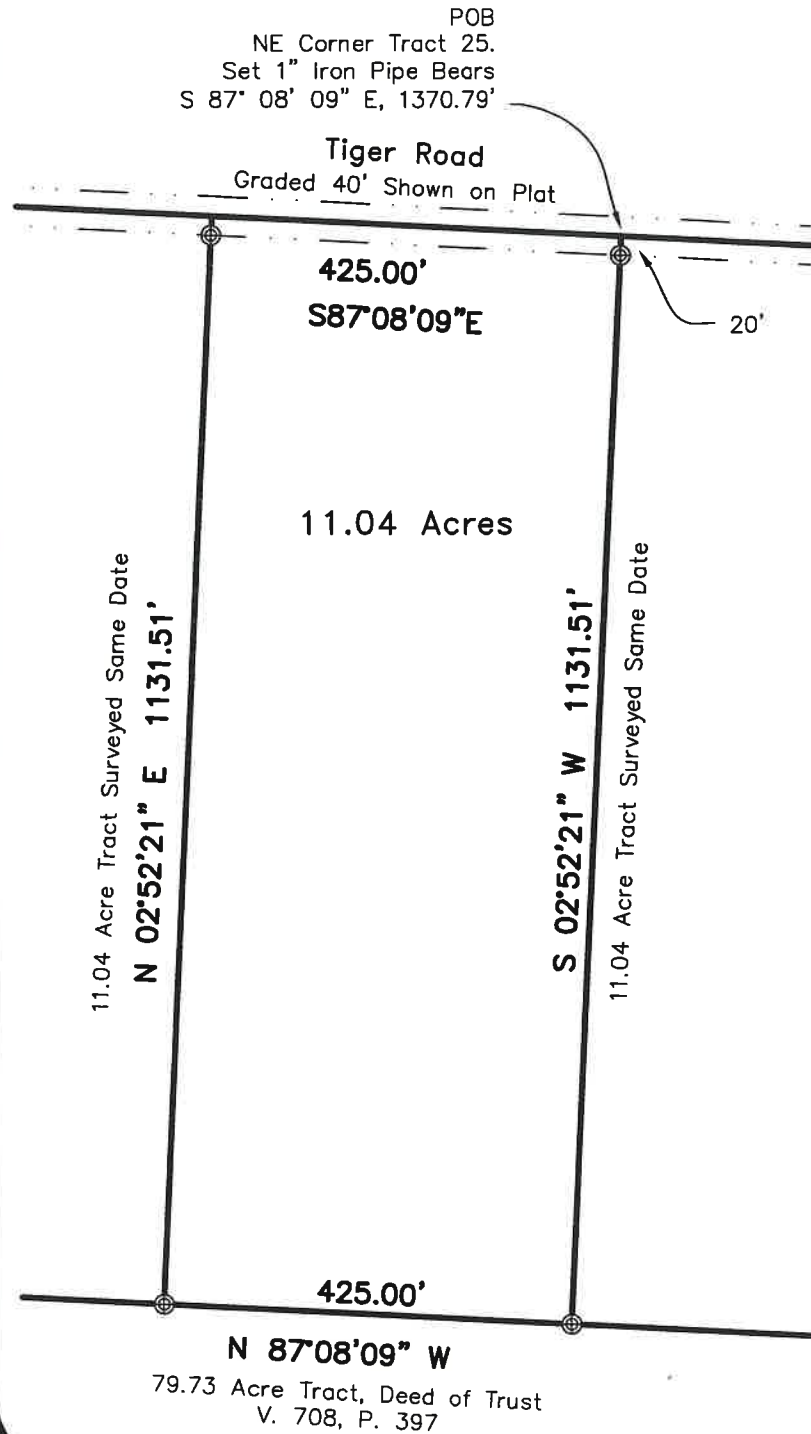 POB
NE Corner Tract 25.
Set 1" Iron Pipe Bears
S 87° 08' 09" E, 1370.79'
Tiger Road
Graded 40' Shown on Plat
425.00'
S87°08'09"E
20'
11.04 Acres
11.04 Acre Tract Surveyed Same Date
N 02°52'21" E 1131.51'
S 02°52'21" W 1131.51'
11.04 Acre Tract Surveyed Same Date
425.00'
N 87°08'09" W
79.73 Acre Tract, Deed of Trust
V. 708, P. 397